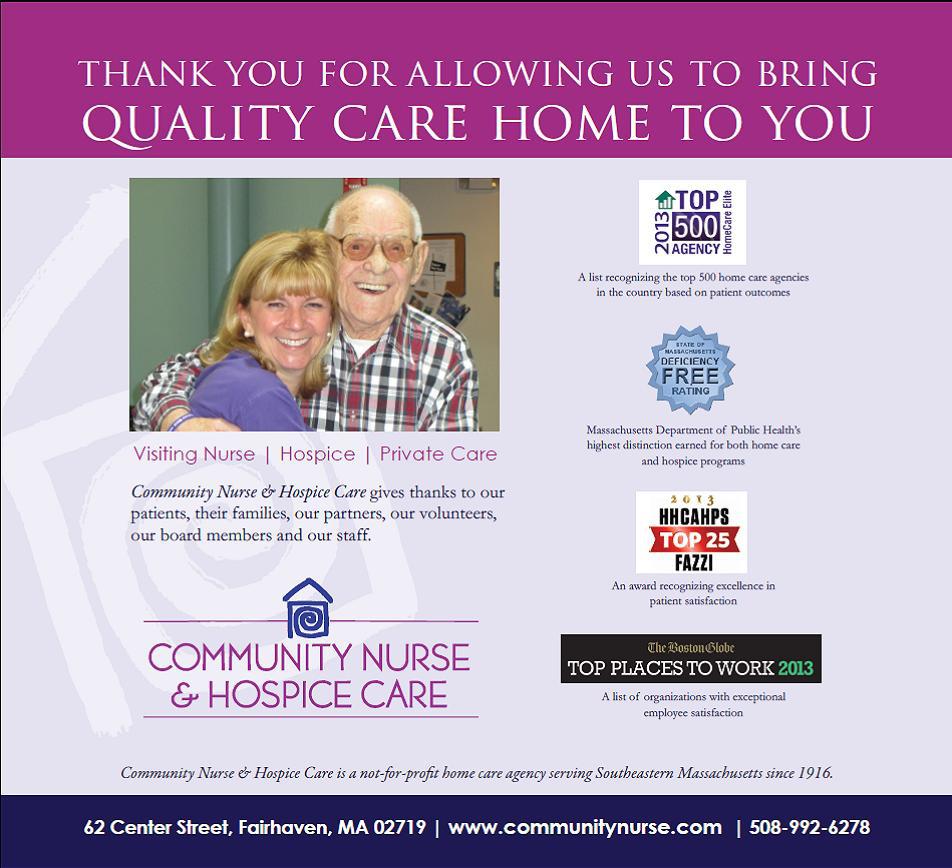 THANK YOU FOR ALLOWING US TO BRING
QUALITY CARE HOME TO YOU
Visiting Nurse | Hospice | Private Care
Community Nurse & Hospice Care gives thanks to our
patients, their families, our partners, our volunteers,
our board members and our staff.
COMMUNITY NURSE
& HOSPICE CARE
2013
TOP
500
AGENCY
HomeCare Elite
A list recognizing the top 500 home care agencies
in the country based on patient outcomes
STATE OF
MASSACHUSETTS
DEFICIENCY
FREE
RATING
Massachusetts Department of Public Health's
highest distinction earned for both home care
and hospice programs
2013
HHCAHPS
TOP 25
FAZZI
An award recognizing excellence in
patient satisfaction
The Boston Globe
TOP PLACES TO WORK 2013
A list of organizations with exceptional
employee satisfaction
Community Nurse & Hospice Care is a not-for-profit home care agency serving Southeastern Massachusetts since 1916.
62 Center Street, Fairhaven, MA 02719 | www.communitynurse.com | 508-992-6278